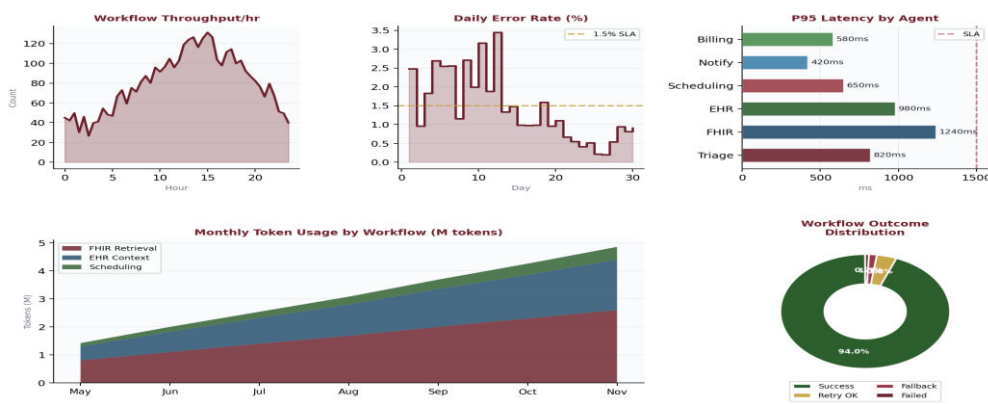 Workflow Throughput/hr
Count
120
100
80
60
40
20
0
0 5 10 15 20
Hour
Daily Error Rate (%)
1.5% SLA
3.5
3.0
2.5
2.0
1.5
1.0
0.5
0.0
0 10 20 30
Day
P95 Latency by Agent
SLA
Billing 580ms
Notify 420ms
Scheduling 650ms
EHR 980ms
FHIR 1240ms
Triage 820ms
0 500 1000 1500
ms
Monthly Token Usage by Workflow (M tokens)
FHIR Retrieval
EHR Context
Scheduling
Tokens (M)
5
4
3
2
1
0
May Jun Jul Aug Sep Oct Nov
Workflow Outcome
Distribution
94.0%
Success
Retry OK
Fallback
Failed